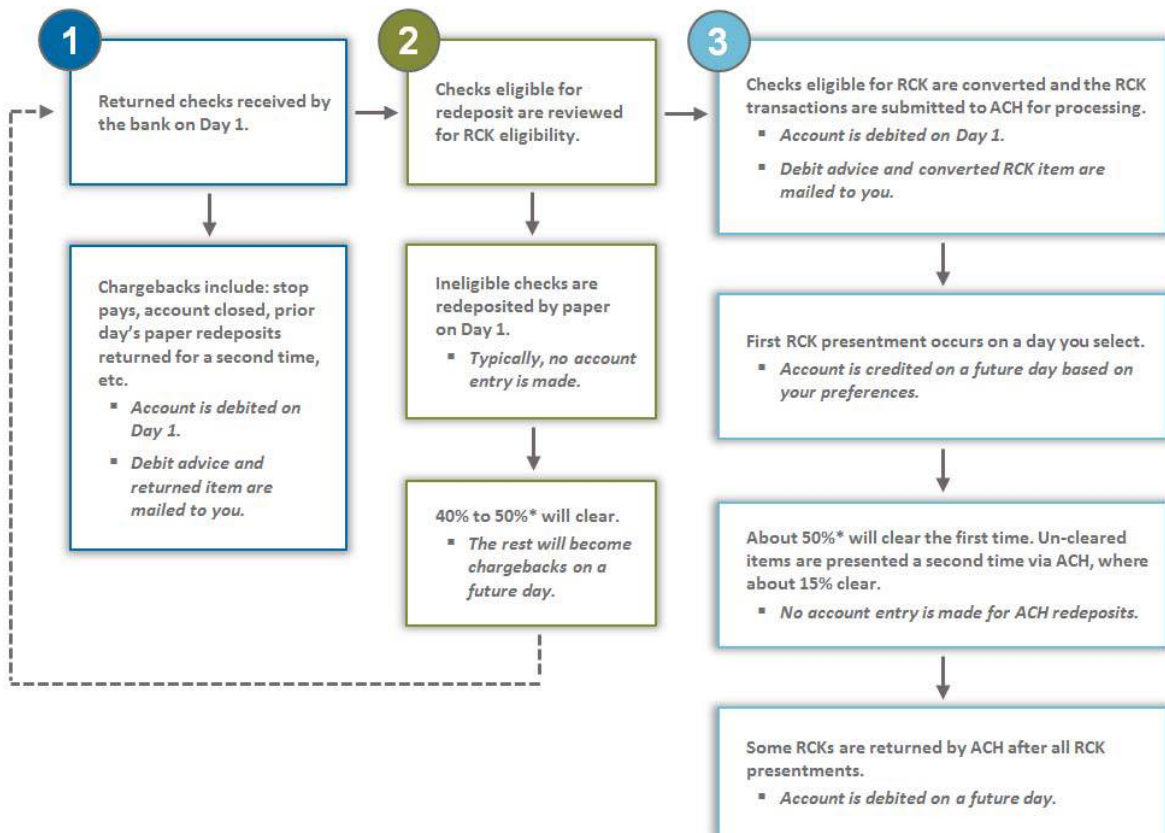 1
Returned checks received by
the bank on Day 1.
Chargebacks include: stop
pays, account closed, prior
day's paper redeposits
returned for a second time,
etc.
▪ Account is debited on
Day 1.
▪ Debit advice and
returned item are
mailed to you.
2
Checks eligible for
redeposit are reviewed
for RCK eligibility.
Ineligible checks are
redeposited by paper
on Day 1.
▪ Typically, no account
entry is made.
40% to 50%* will clear.
▪ The rest will become
chargebacks on a
future day.
3
Checks eligible for RCK are converted and the RCK
transactions are submitted to ACH for processing.
▪ Account is debited on Day 1.
▪ Debit advice and converted RCK item are
mailed to you.
First RCK presentment occurs on a day you select.
▪ Account is credited on a future day based on
your preferences.
About 50%* will clear the first time. Un-cleared
items are presented a second time via ACH, where
about 15% clear.
▪ No account entry is made for ACH redeposits.
Some RCKs are returned by ACH after all RCK
presentments.
▪ Account is debited on a future day.